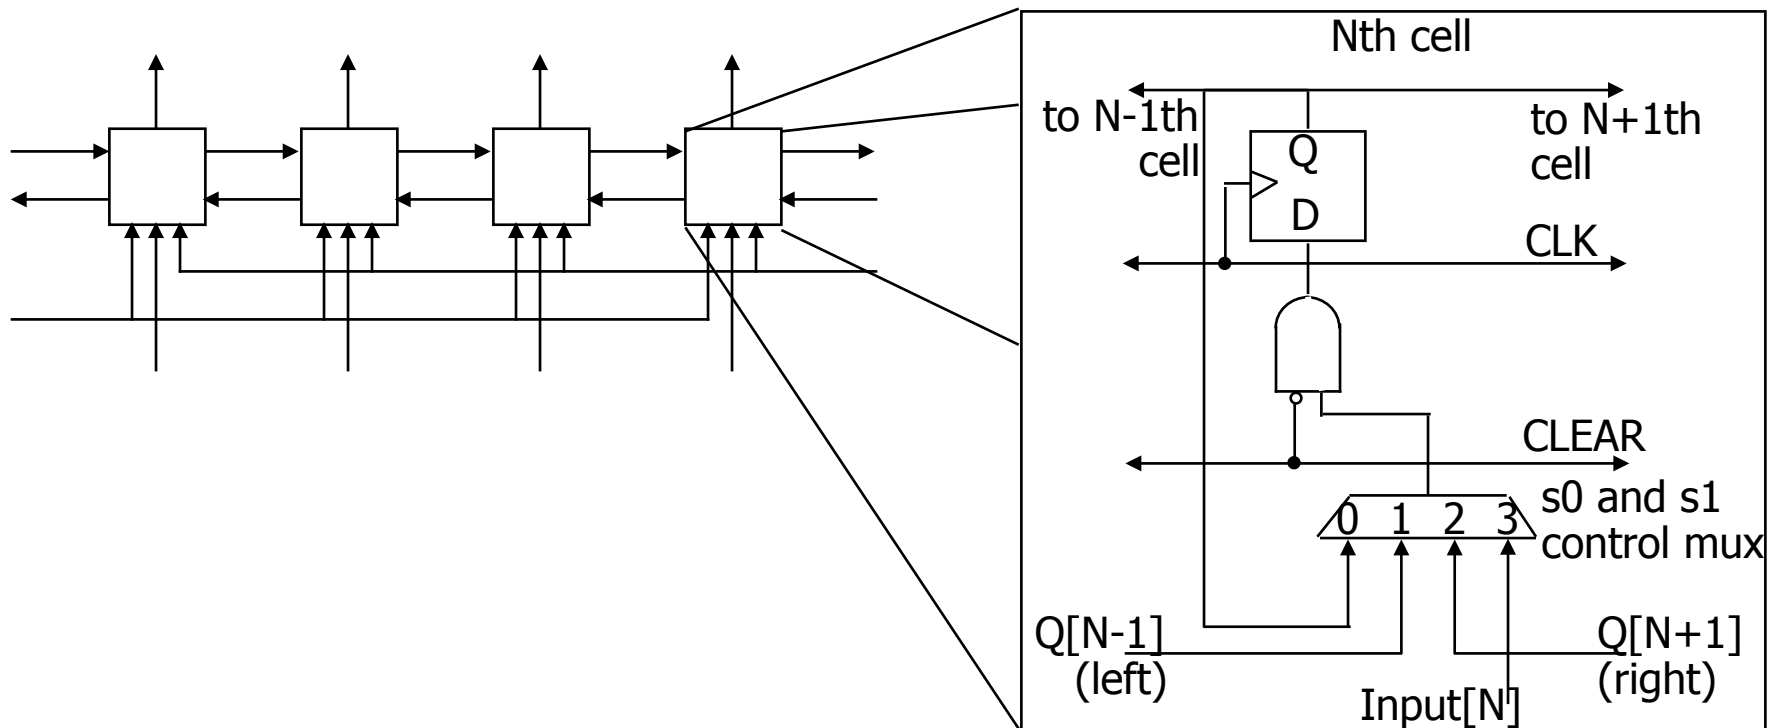 Nth cell
to N-1th
cell
to N+1th
cell
Q
D
CLK
CLEAR
s0 and s1
control mux
0 1 2 3
Q[N-1]
(left)
Q[N+1]
(right)
Input[N]